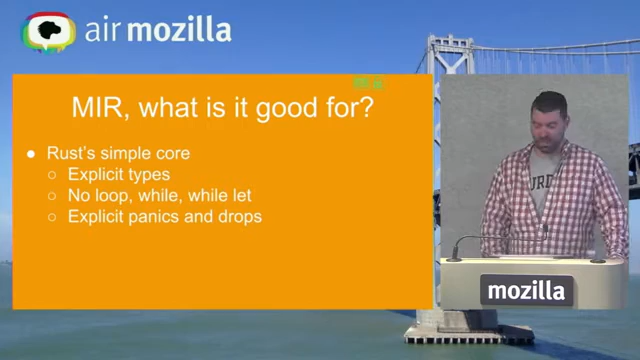 air mozilla
MIR, what is it good for?
● Rust's simple core
○ Explicit types
○ No loop, while, while let
○ Explicit panics and drops
mozilla